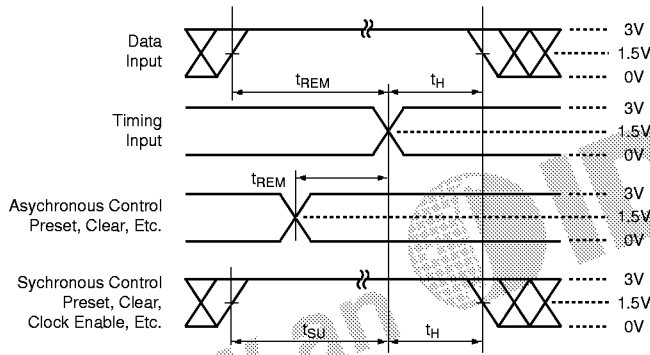 Data
Input
3V
1.5V
0V
tREM
tH
Timing
Input
3V
1.5V
0V
tREM
Asychronous Control
Preset, Clear, Etc.
3V
1.5V
0V
Sychronous Control
Preset, Clear,
Clock Enable, Etc.
3V
1.5V
0V
tSU
tH